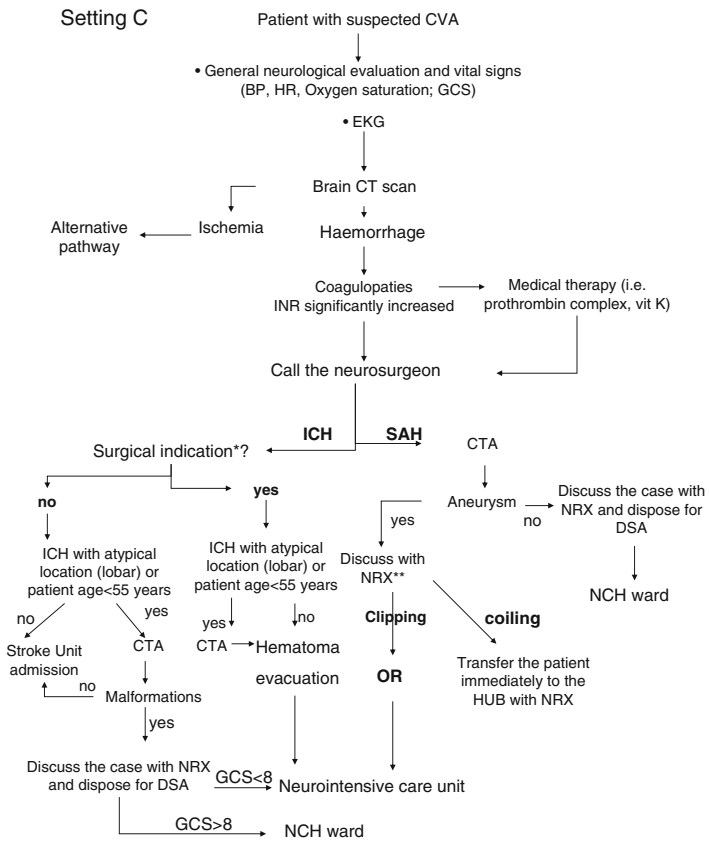 Setting C
Patient with suspected CVA
• General neurological evaluation and vital signs
(BP, HR, Oxygen saturation; GCS)
• EKG
Brain CT scan
Alternative
pathway
Ischemia
Haemorrhage
Coagulopaties
INR significantly increased
Medical therapy (i.e.
prothrombin complex, vit K)
Call the neurosurgeon
ICH
SAH
Surgical indication*?
CTA
no
yes
Aneurysm
yes
no
Discuss the case with
NRX and dispose for
DSA
NCH ward
ICH with atypical
location (lobar) or
patient age<55 years
ICH with atypical
location (lobar) or
patient age<55 years
Discuss with
NRX**
no
yes
yes
no
Clipping
coiling
Stroke Unit
admission
CTA
CTA
Hematoma
evacuation
OR
Transfer the patient
immediately to the
HUB with NRX
no
Malformations
yes
Discuss the case with NRX
and dispose for DSA
GCS<8
Neurointensive care unit
GCS>8
NCH ward